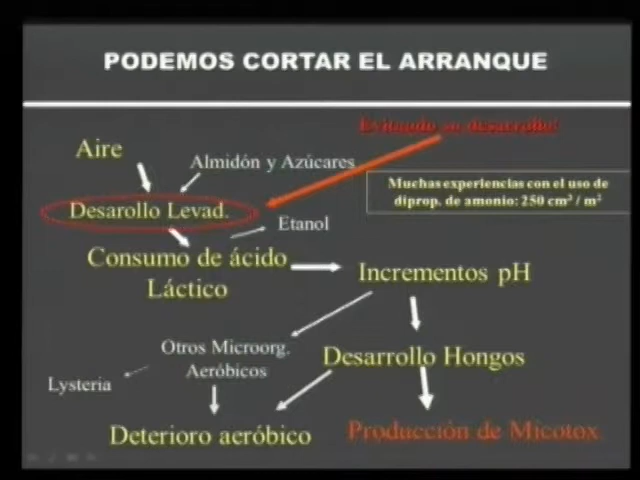 PODEMOS CORTAR EL ARRANQUE
Evitando su desarrollo!
Aire
Almidón y Azúcares
Muchas experiencias con el uso de
díprop. de amonio: 250 cm³ / m²
Desarollo Levad.
Etanol
Consumo de ácido
Láctico
Incrementos pH
Otros Microorg.
Aeróbicos
Desarrollo Hongos
Lysteria
Deterioro aeróbico
Producción de Micotox